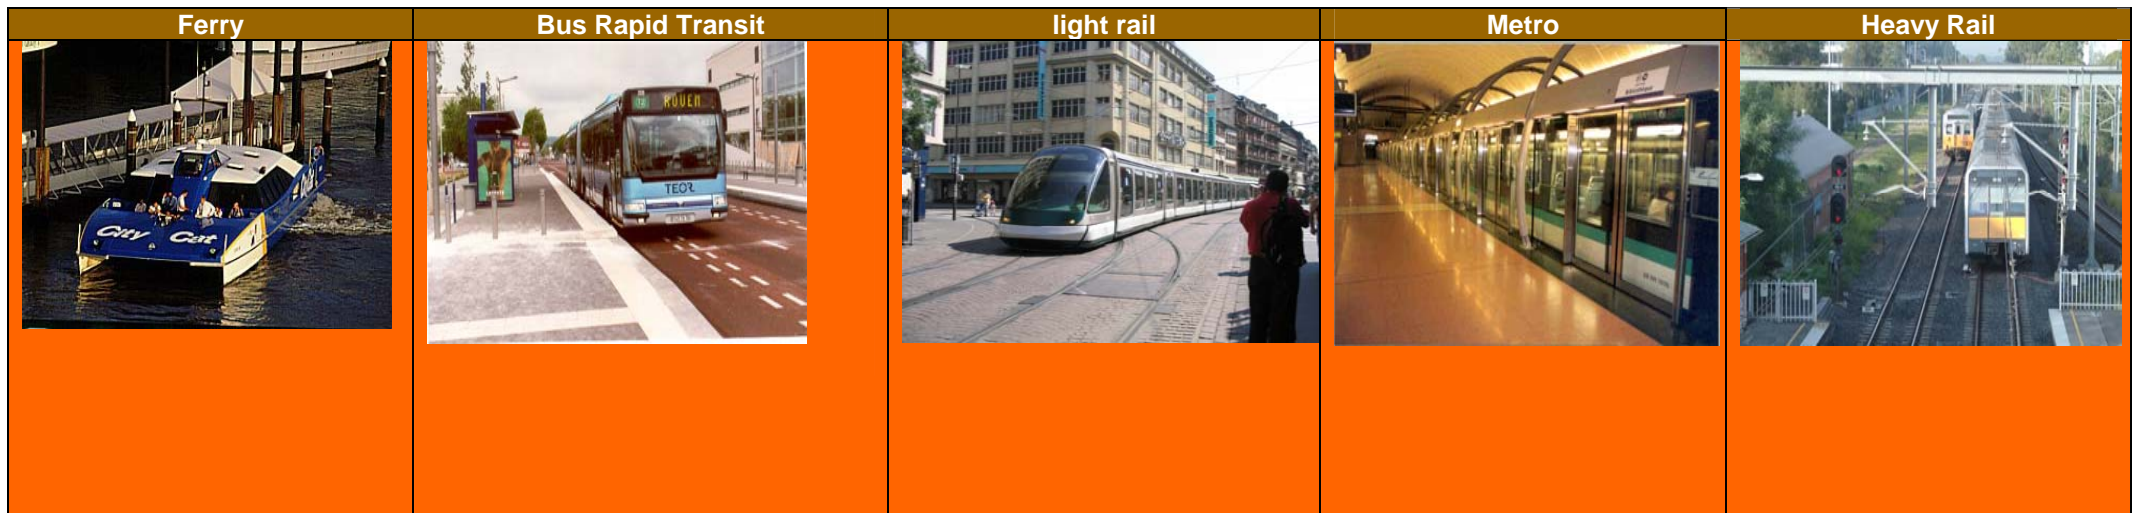 Ferry
Bus Rapid Transit
light rail
Metro
Heavy Rail
City Cat
ROUEN
TEOR